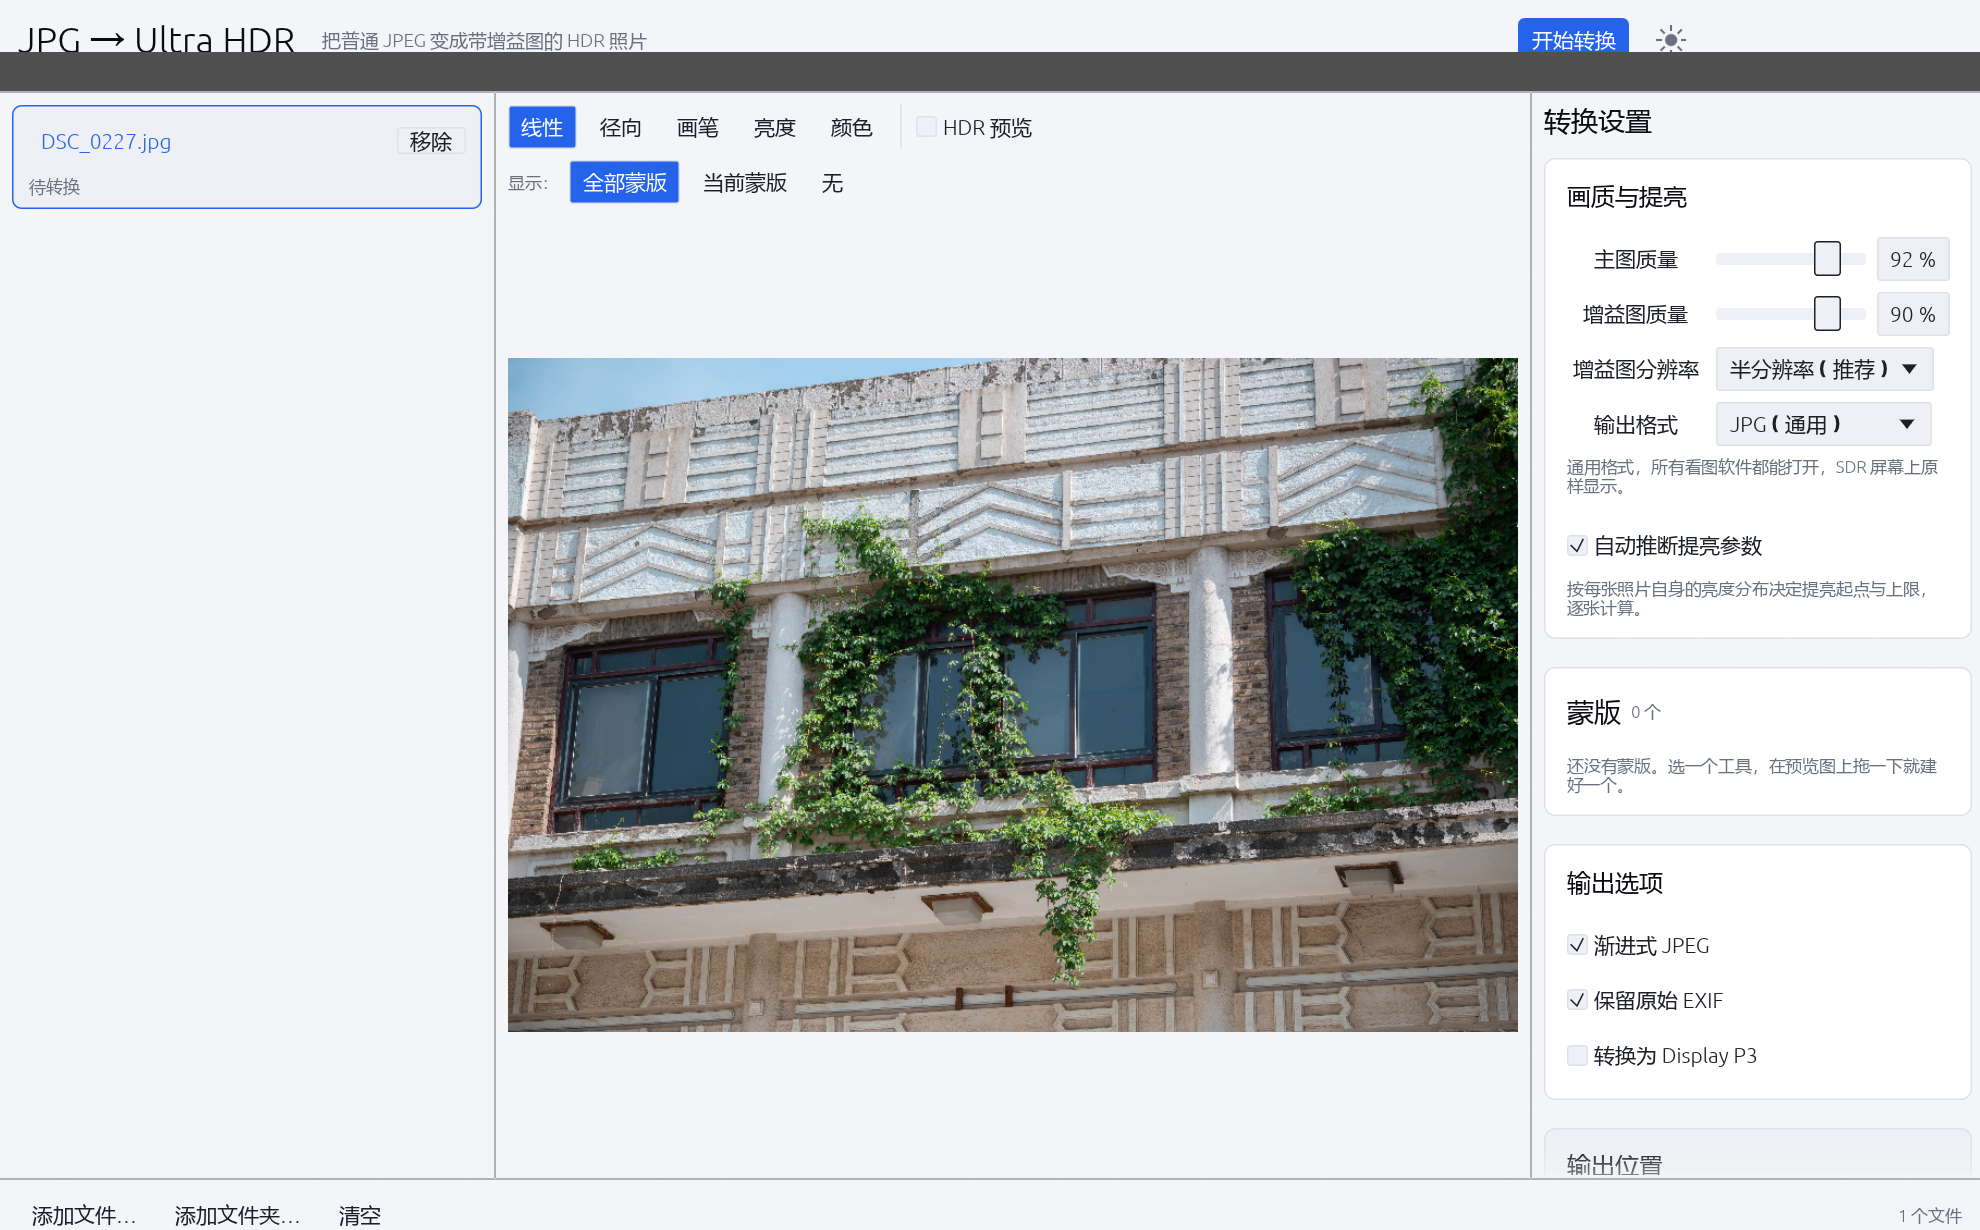 JPG → Ultra HDR 把普通 JPEG 变成带增益图的 HDR 照片 开始转换
DSC_0227.jpg 移除
待转换
线性 径向 画笔 亮度 颜色 HDR 预览
显示: 全部蒙版 当前蒙版 无
转换设置
画质与提亮
主图质量 92 %
增益图质量 90 %
增益图分辨率 半分辨率 ( 推荐 )
输出格式 JPG ( 通用 )
通用格式，所有看图软件都能打开，SDR 屏幕上原
样显示。
自动推断提亮参数
按每张照片自身的亮度分布决定提亮起点与上限，
逐张计算。
蒙版 0 个
还没有蒙版。选一个工具，在预览图上拖一下就建
好一个。
输出选项
渐进式 JPEG
保留原始 EXIF
转换为 Display P3
输出位置
添加文件… 添加文件夹… 清空 1 个文件